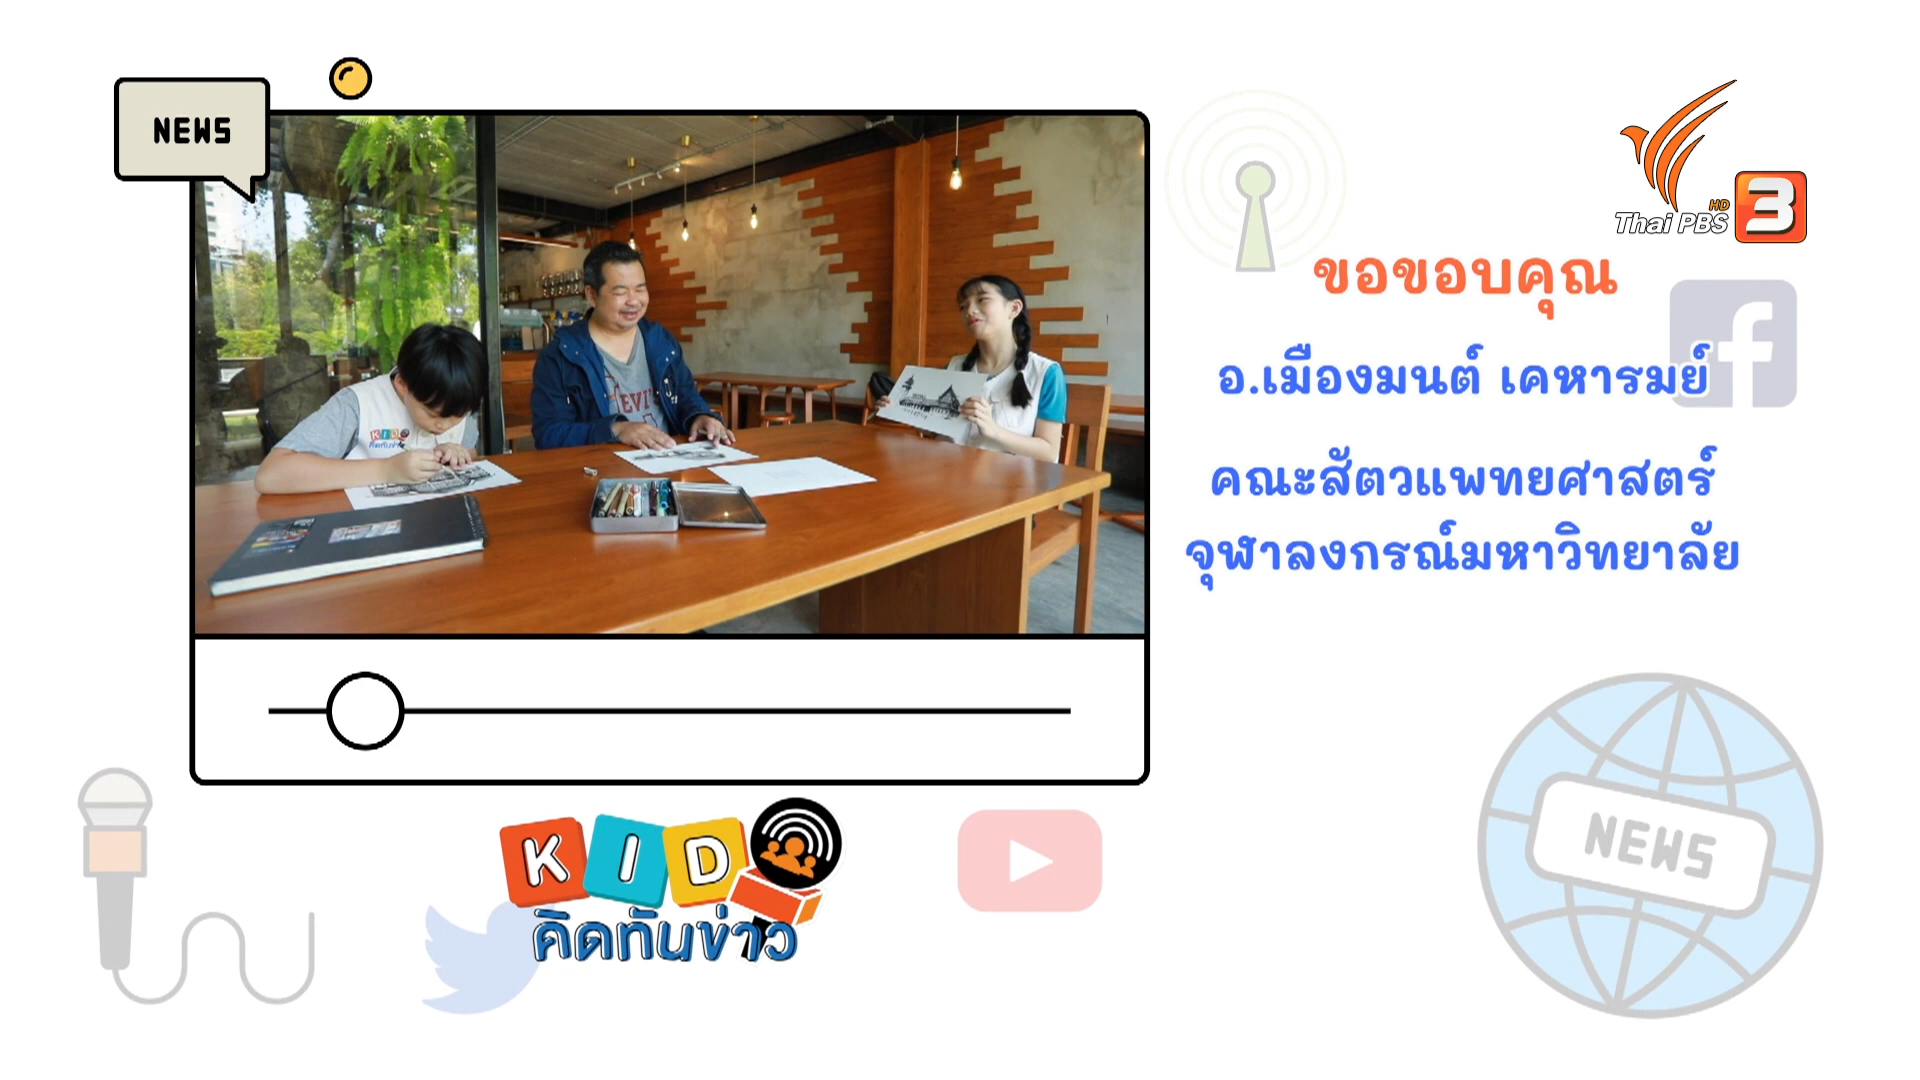 NEWS
Thai PBS HD 3
ขอขอบคุณ
อ.เมืองมนต์ เคหารมย์
คณะสัตวแพทยศาสตร์
จุฬาลงกรณ์มหาวิทยาลัย
KID
คิดทันข่าว
NEWS